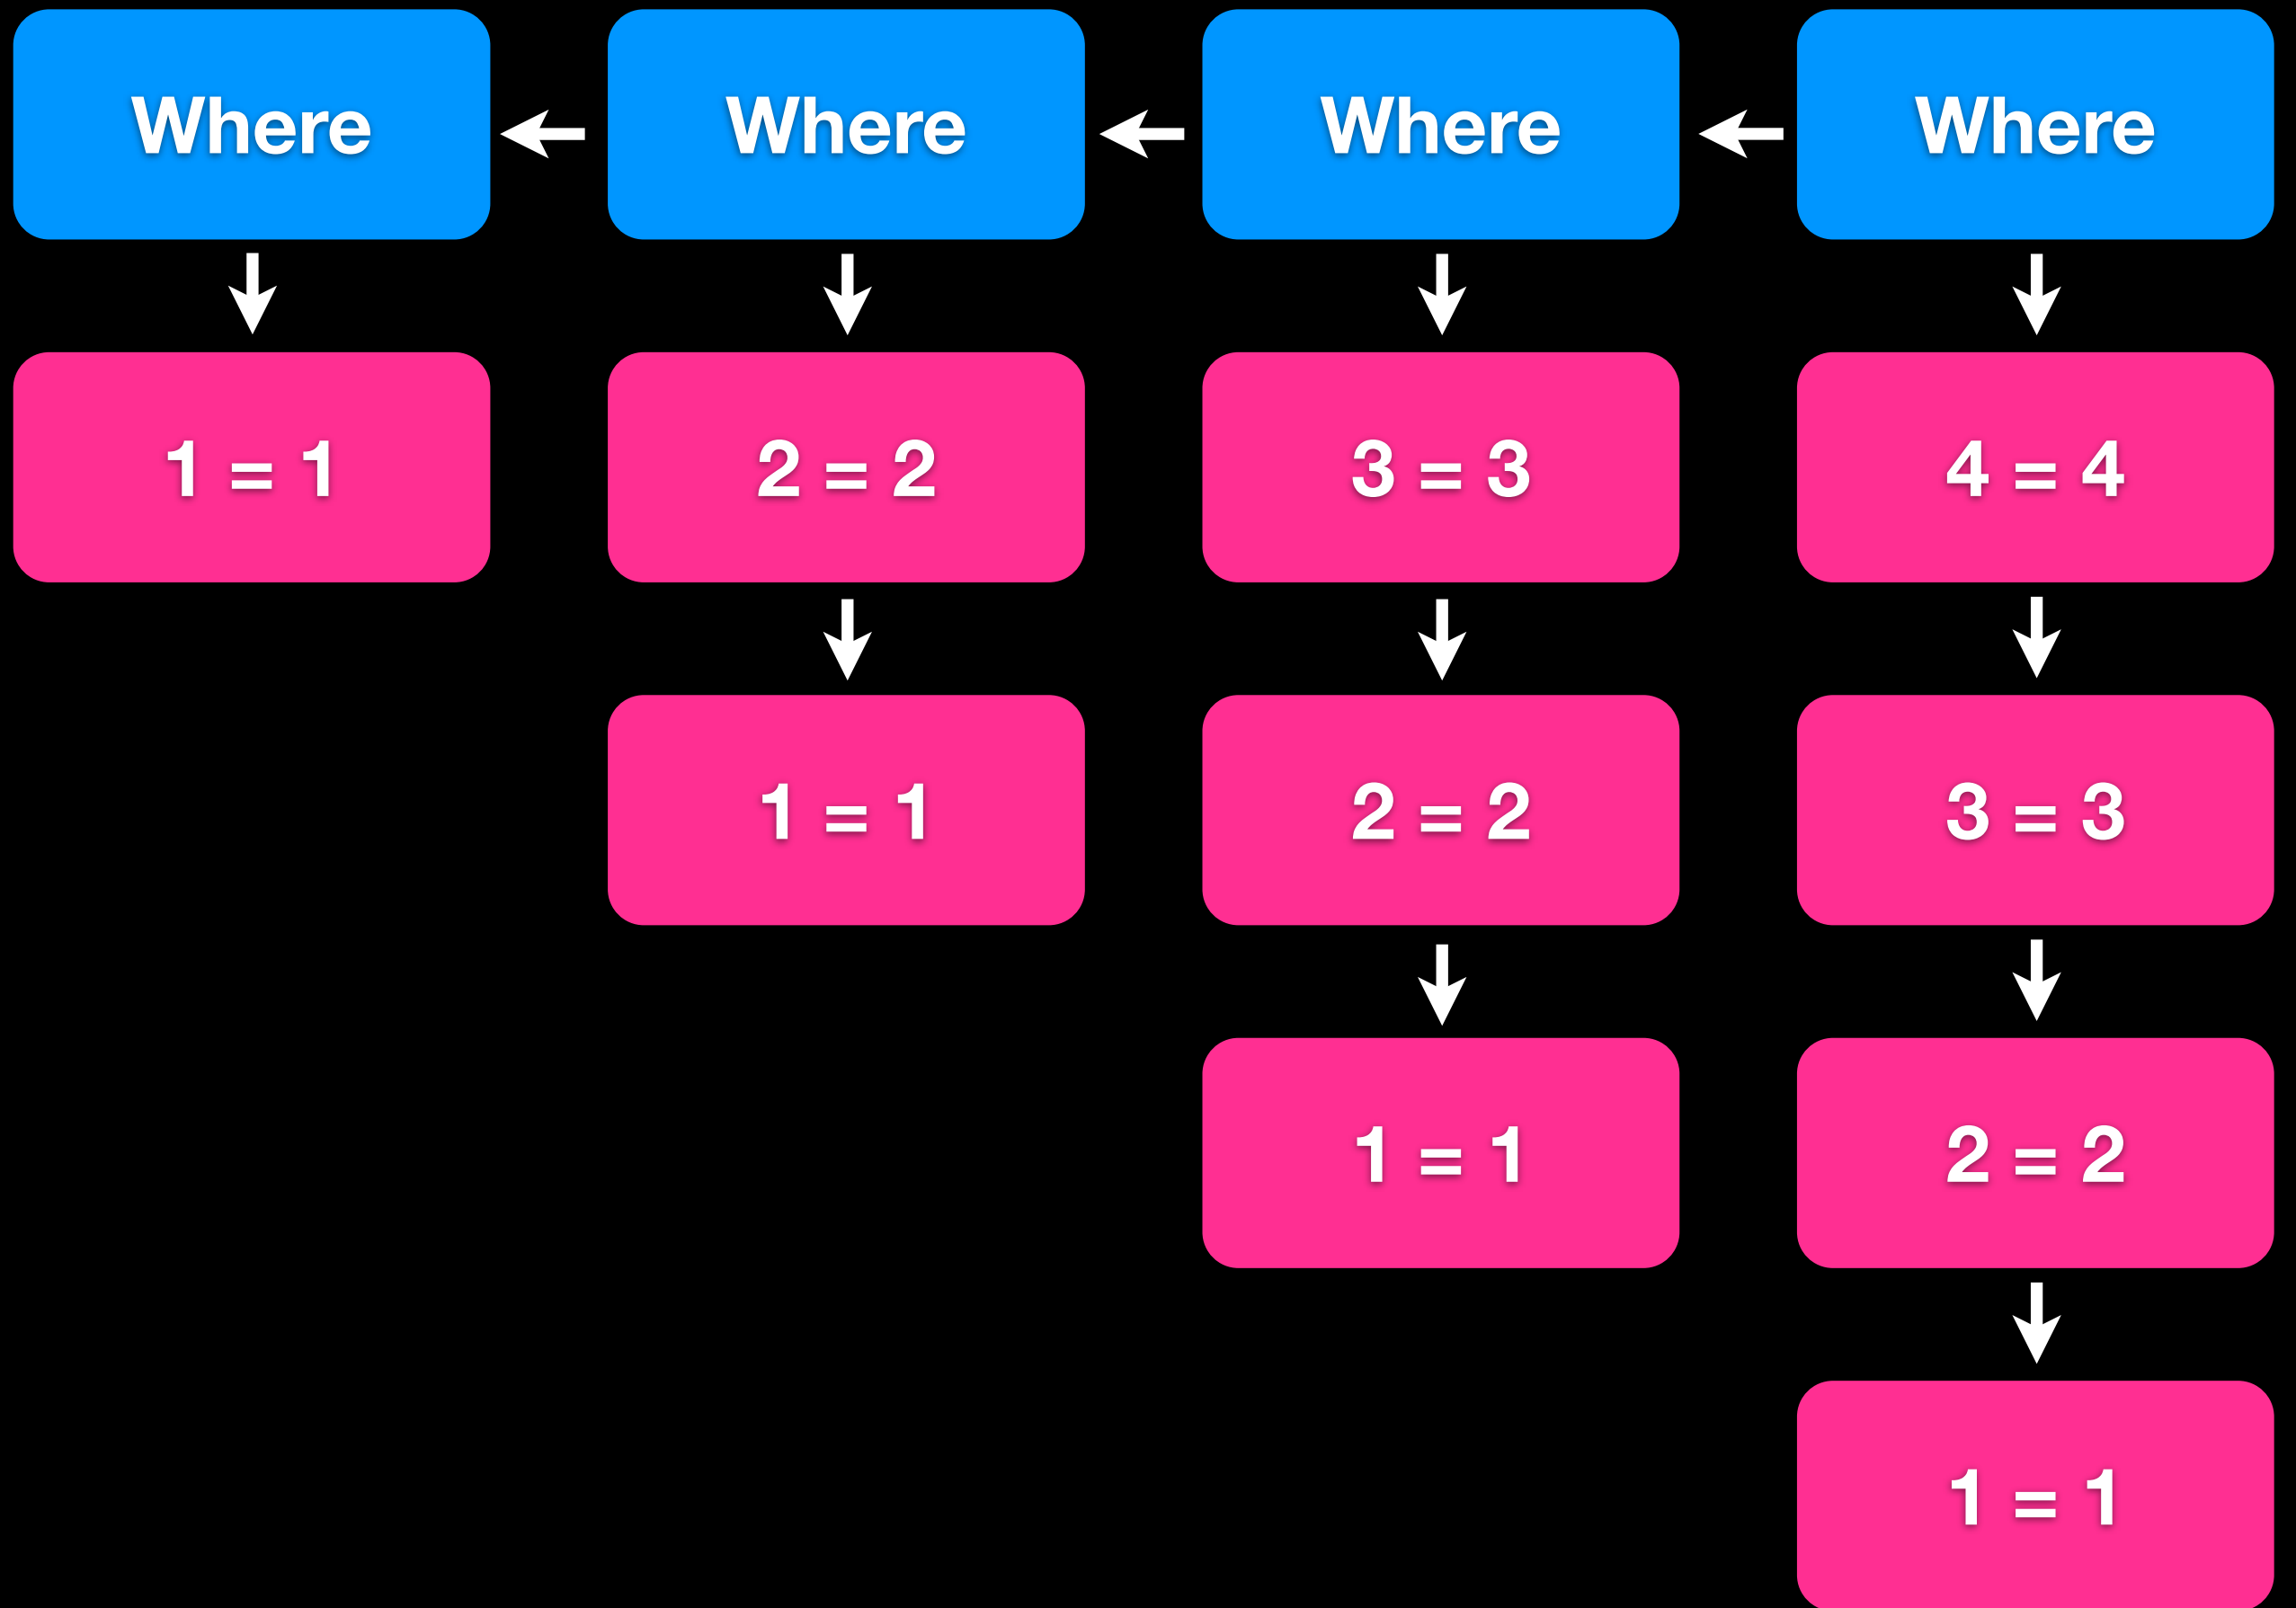 Where Where Where Where
1 = 1 2 = 2 3 = 3 4 = 4
1 = 1 2 = 2 3 = 3
1 = 1 2 = 2
1 = 1